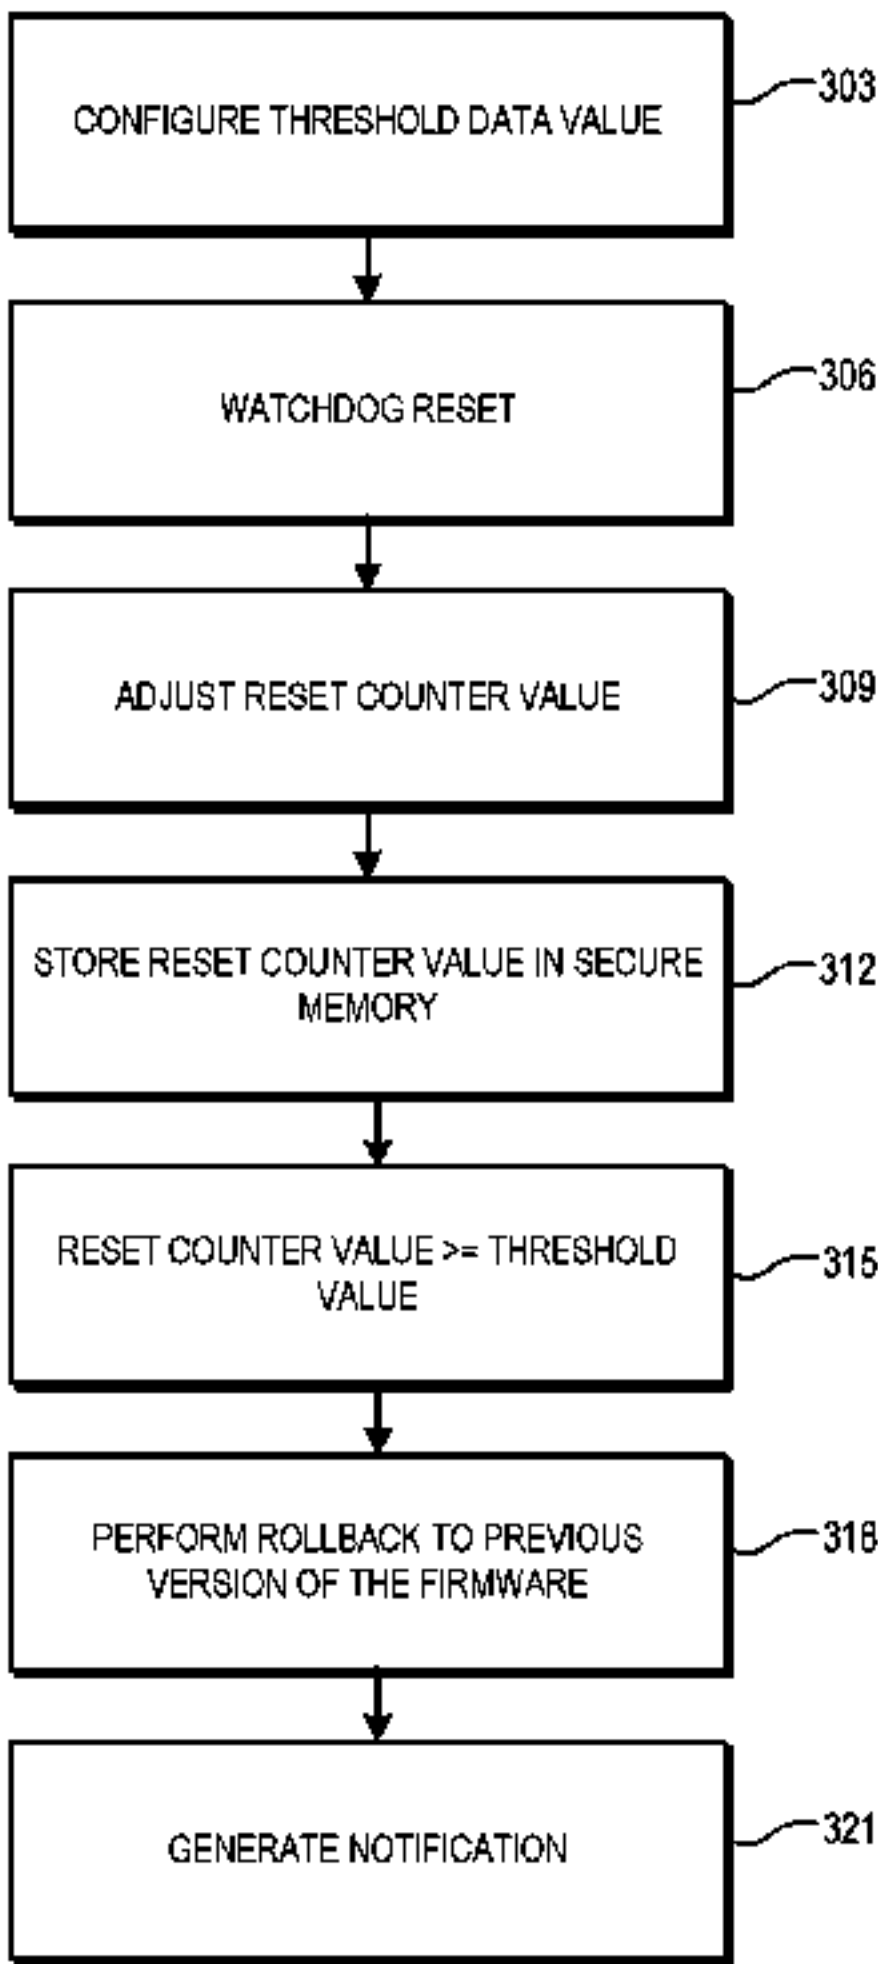 CONFIGURE THRESHOLD DATA VALUE
303
WATCHDOG RESET
306
ADJUST RESET COUNTER VALUE
309
STORE RESET COUNTER VALUE IN SECURE
MEMORY
312
RESET COUNTER VALUE >= THRESHOLD
VALUE
315
PERFORM ROLLBACK TO PREVIOUS
VERSION OF THE FIRMWARE
318
GENERATE NOTIFICATION
321